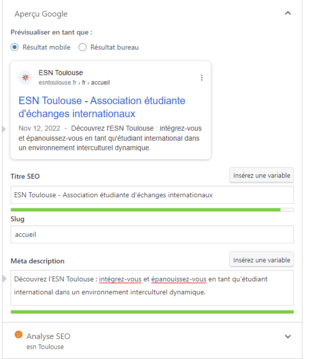 Aperçu Google
Prévisualiser en tant que :
Résultat mobile Résultat bureau
ESN Toulouse
esntoulouse.fr › fr › accueil
ESN Toulouse - Association étudiante
d'échanges internationaux
Nov 12, 2022 - Découvrez l'ESN Toulouse : intégrez-vous
et épanouissez-vous en tant qu'étudiant international dans
un environnement interculturel dynamique.
Titre SEO Insérez une variable
ESN Toulouse - Association étudiante d'échanges internationaux
Slug
accueil
Méta description Insérez une variable
Découvrez l'ESN Toulouse : intégrez-vous et épanouissez-vous en tant qu'étudiant
international dans un environnement interculturel dynamique.
Analyse SEO
esn Toulouse